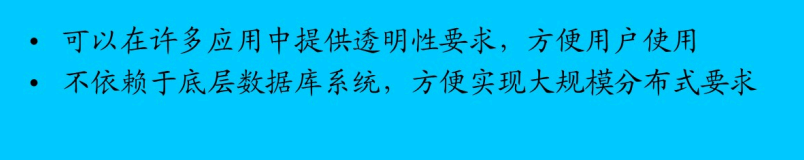 • 可以在许多应用中提供透明性要求，方便用户使用
• 不依赖于底层数据库系统，方便实现大规模分布式要求